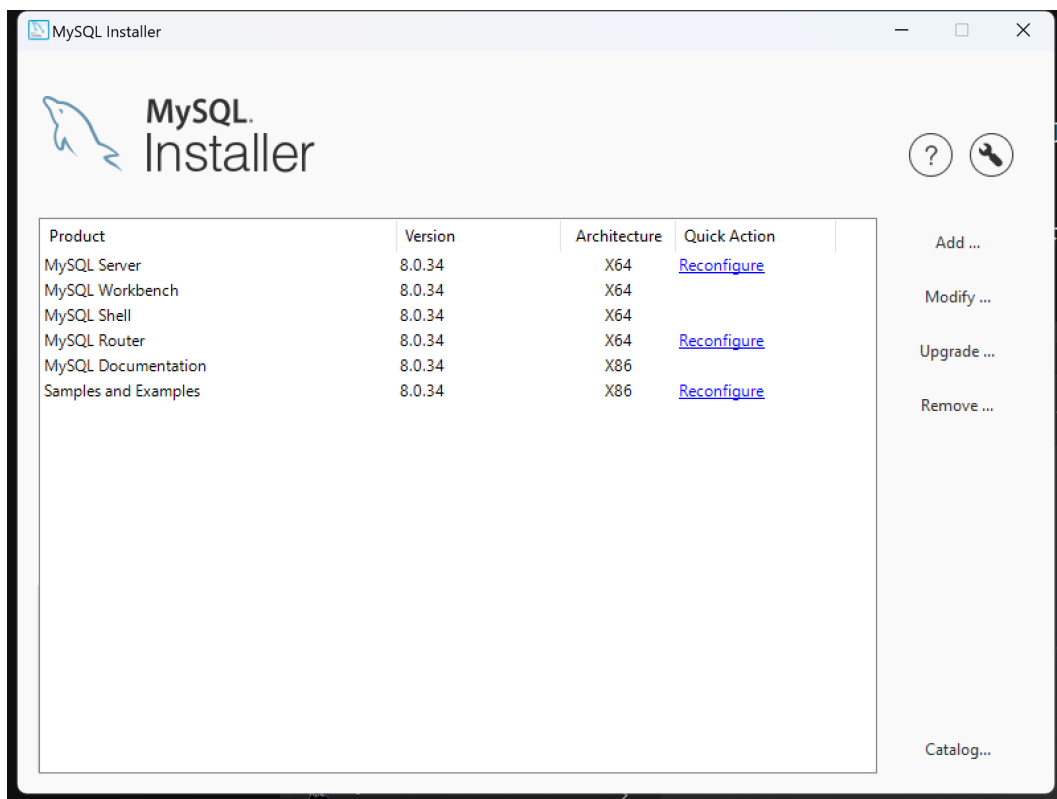 MySQL Installer
MySQL.
Installer
?
Product Version Architecture Quick Action
MySQL Server 8.0.34 X64 Reconfigure
MySQL Workbench 8.0.34 X64
MySQL Shell 8.0.34 X64
MySQL Router 8.0.34 X64 Reconfigure
MySQL Documentation 8.0.34 X86
Samples and Examples 8.0.34 X86 Reconfigure
Add ...
Modify ...
Upgrade ...
Remove ...
Catalog...